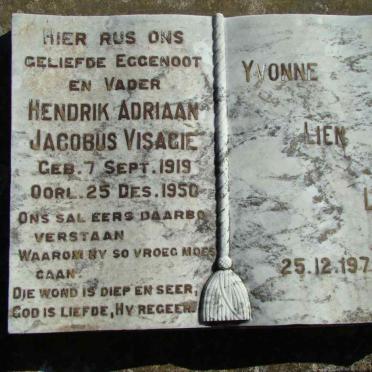 HIER RUS ONS
GELIEFDE EGGENOOT
EN VADER
HENDRIK ADRIAAN
JACOBUS VISAGIE
GEB. 7 SEPT. 1919
OORL. 25 DES. 1950
ONS SAL EERS DAARBO
VERSTAAN
WAAROM HY SO VROEG MOES
GAAN.
DIE WOND IS DIEP EN SEER,
GOD IS LIEFDE, HY REGEER.
YVONNE
LIEN
L
25.12.197